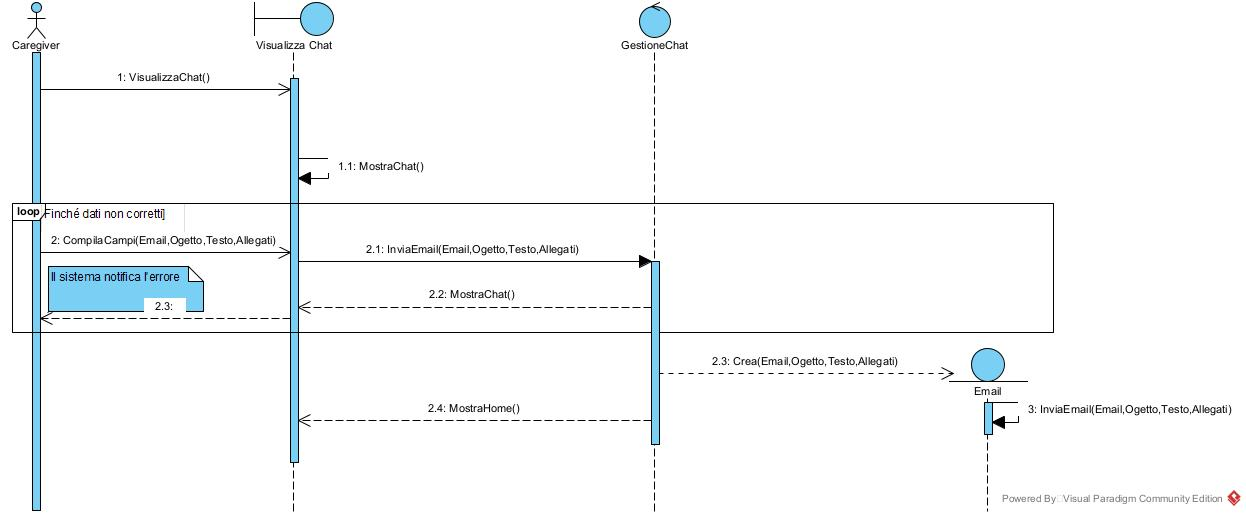 Caregiver
Visualizza Chat
GestioneChat
1: VisualizzaChat()
1.1: MostraChat()
loop
Finché dati non corretti]
2: CompilaCampi(Email,Ogetto,Testo,Allegati)
2.1: InviaEmail(Email,Ogetto,Testo,Allegati)
Il sistema notifica l'errore
2.2: MostraChat()
2.3:
2.3: Crea(Email,Ogetto,Testo,Allegati)
Email
2.4: MostraHome()
3: InviaEmail(Email,Ogetto,Testo,Allegati)
Powered By Visual Paradigm Community Edition